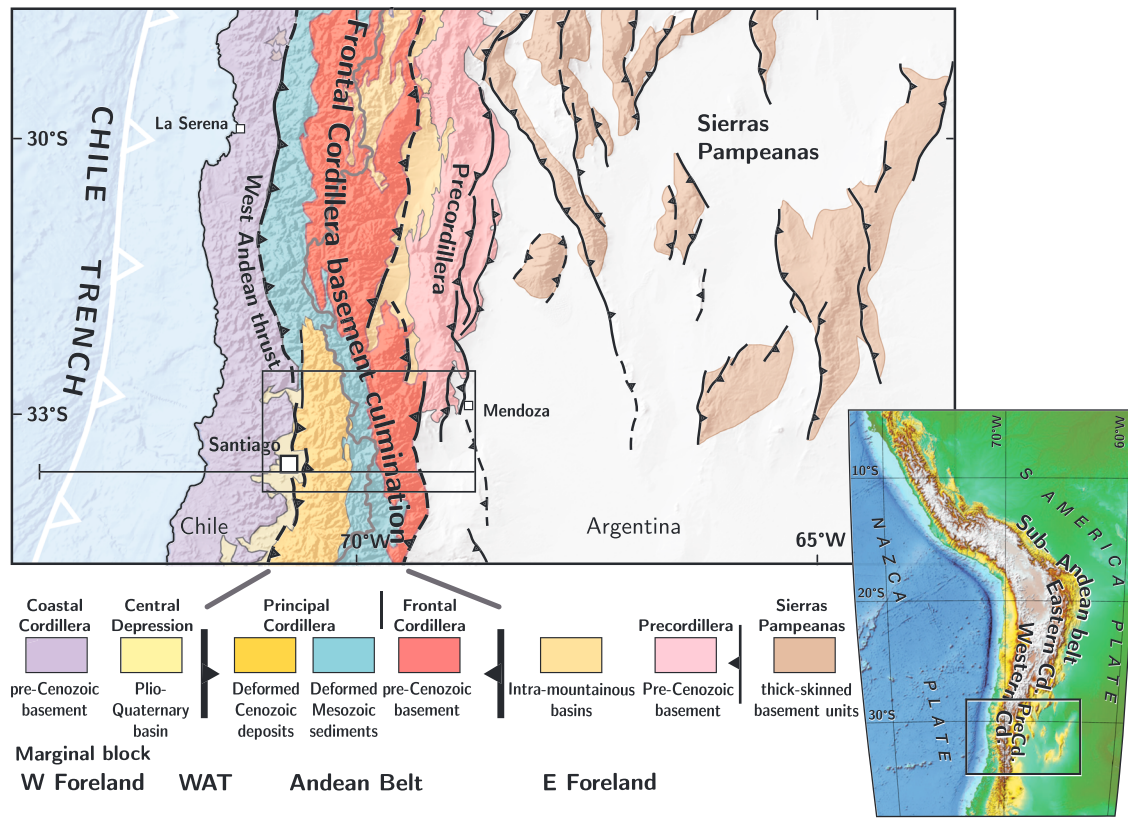 CHILE TRENCH
30°S
33°S
La Serena
West Andean thrust
Frontal Cordillera basement culmination
Precordillera
Sierras
Pampeanas
Mendoza
Santiago
Chile
Argentina
70°W
65°W
Coastal
Cordillera
pre-Cenozoic
basement
Central
Depression
Plio-
Quaternary
basin
Principal
Cordillera
Deformed
Cenozoic
deposits
Deformed
Mesozoic
sediments
Frontal
Cordillera
pre-Cenozoic
basement
Intra-mountainous
basins
Precordillera
Pre-Cenozoic
basement
Sierras
Pampeanas
thick-skinned
basement units
Marginal block
W Foreland
WAT
Andean Belt
E Foreland
70°W
60°W
10°S
20°S
30°S
S AMERICA PLATE
NAZCA PLATE
Sub-Andean belt
Eastern Cd.
Western Cd.
PreCd.